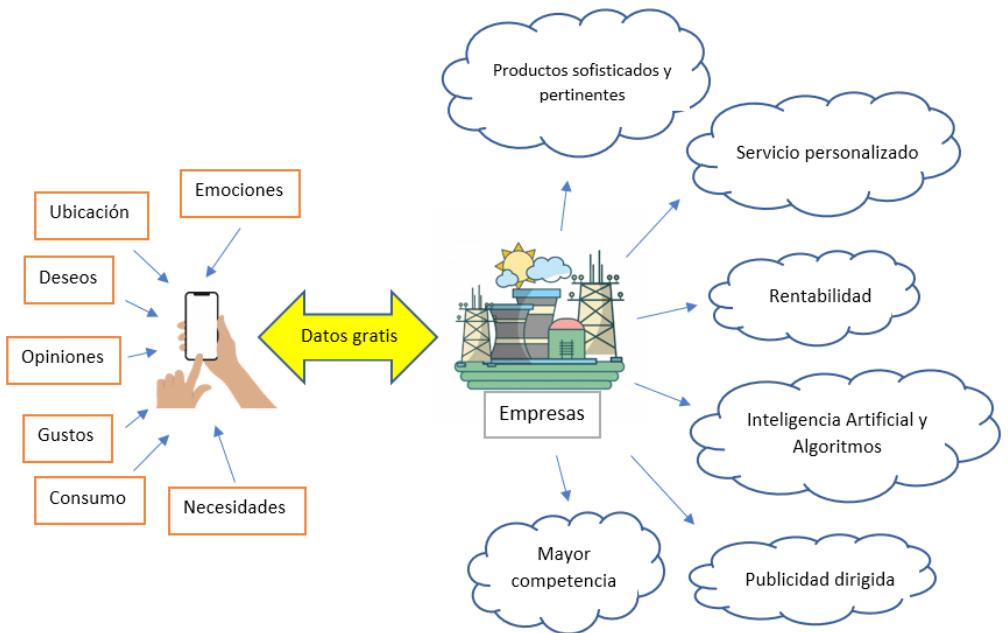 Emociones
Ubicación
Deseos
Opiniones
Gustos
Consumo
Necesidades
Datos gratis
Empresas
Productos sofisticados y
pertinentes
Servicio personalizado
Rentabilidad
Inteligencia Artificial y
Algoritmos
Publicidad dirigida
Mayor
competencia